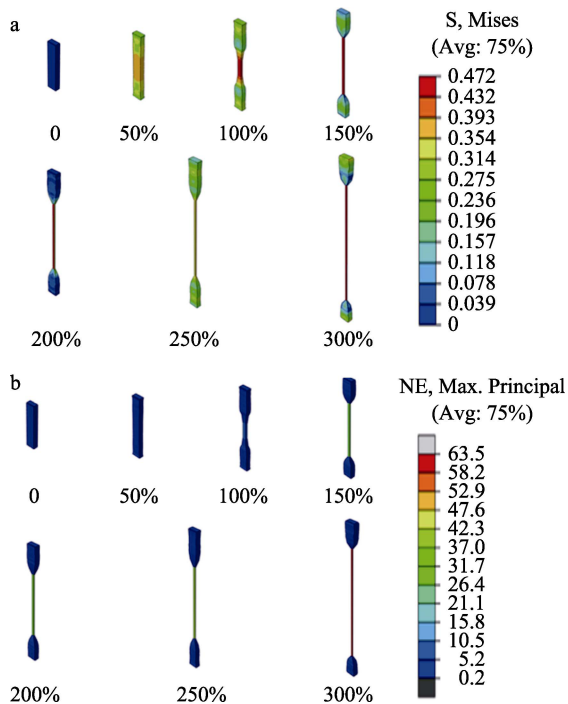 a
S, Mises
(Avg: 75%)
0.472
0.432
0.393
0.354
0.314
0.275
0.236
0.196
0.157
0.118
0.078
0.039
0
0 50% 100% 150%
200% 250% 300%
b
NE, Max. Principal
(Avg: 75%)
63.5
58.2
52.9
47.6
42.3
37.0
31.7
26.4
21.1
15.8
10.5
5.2
0.2
0 50% 100% 150%
200% 250% 300%